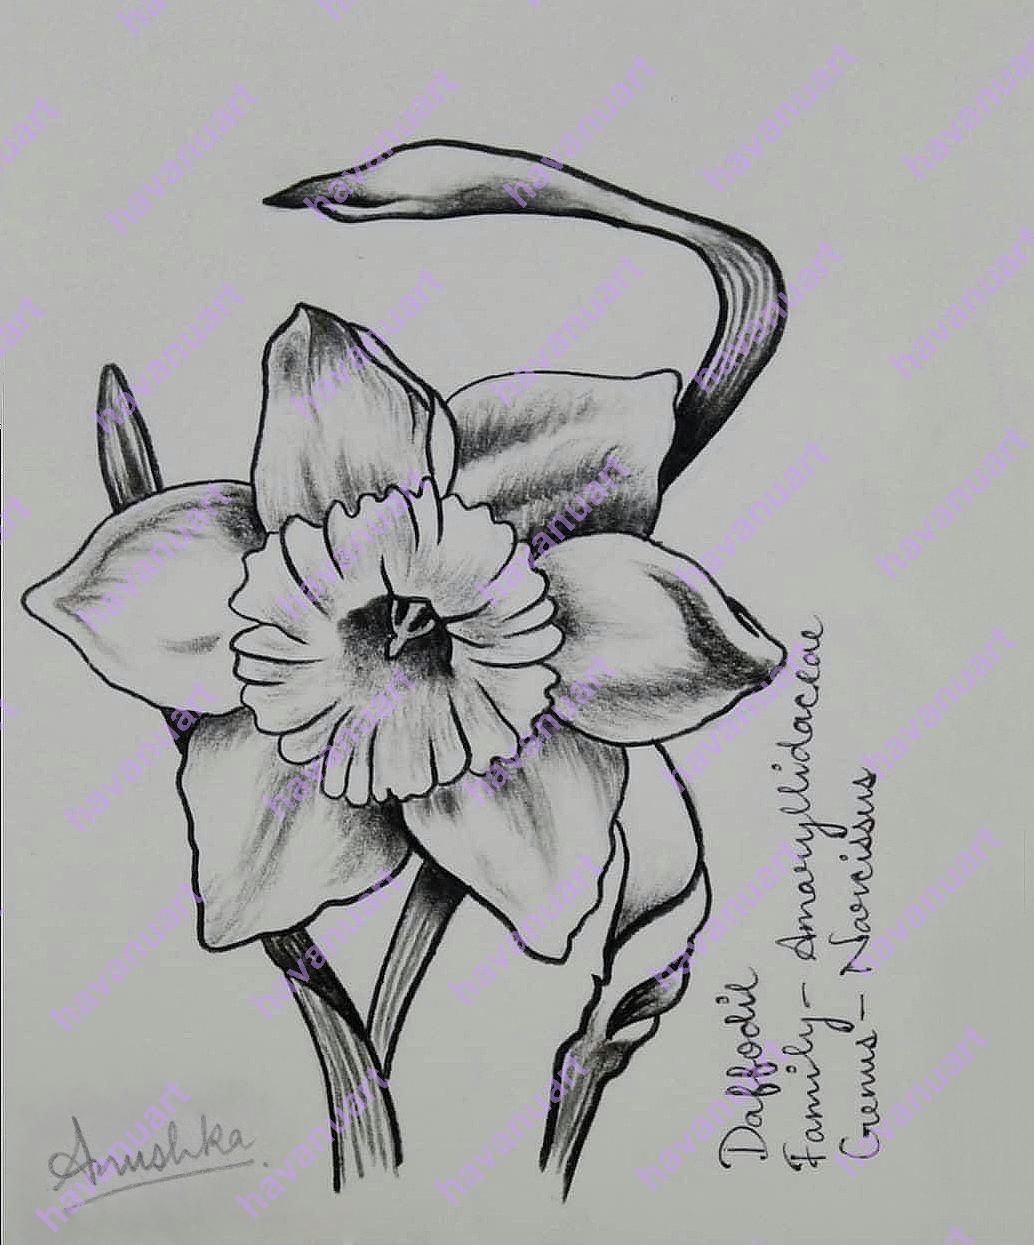 Daffodil
Family - Amaryllidaceae
Genus - Narcissus
Anushka
havanuart